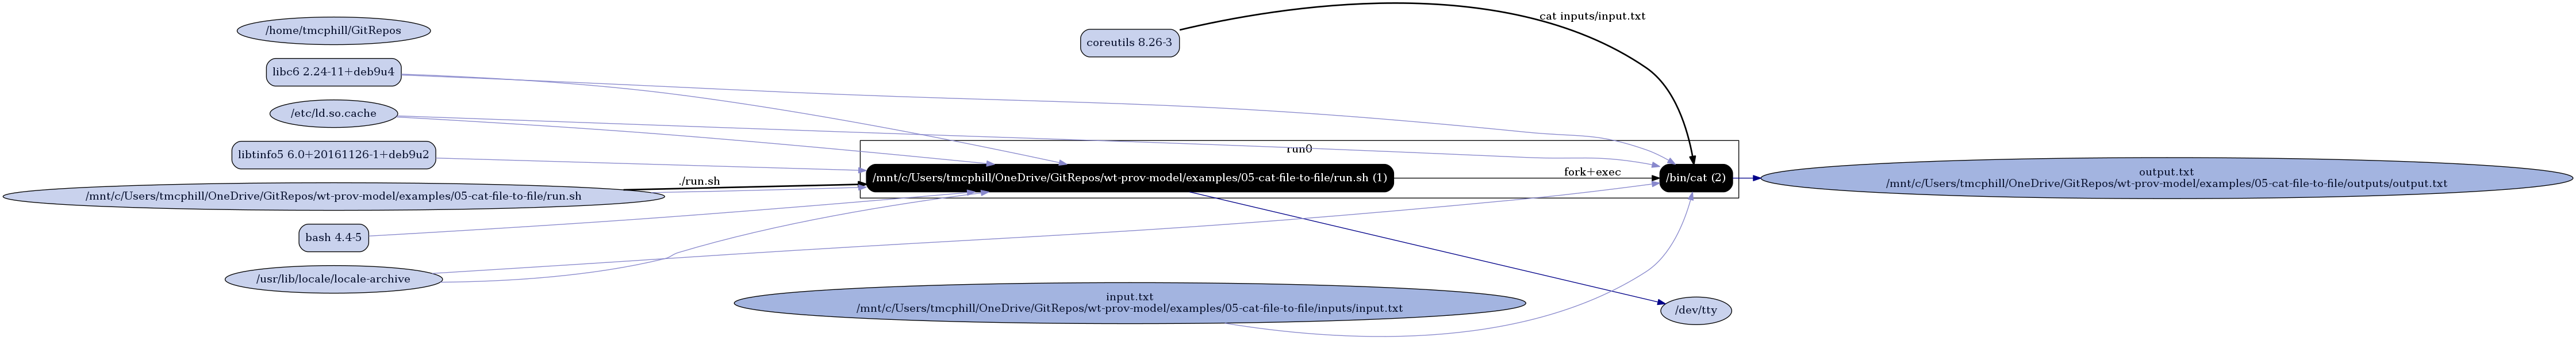 /home/tmcphill/GitRepos
libc6 2.24-11+deb9u4
/etc/ld.so.cache
libtinfo5 6.0+20161126-1+deb9u2
./run.sh
/mnt/c/Users/tmcphill/OneDrive/GitRepos/wt-prov-model/examples/05-cat-file-to-file/run.sh
bash 4.4-5
/usr/lib/locale/locale-archive
coreutils 8.26-3
cat inputs/input.txt
run0
/mnt/c/Users/tmcphill/OneDrive/GitRepos/wt-prov-model/examples/05-cat-file-to-file/run.sh (1)
fork+exec
/bin/cat (2)
input.txt
/mnt/c/Users/tmcphill/OneDrive/GitRepos/wt-prov-model/examples/05-cat-file-to-file/inputs/input.txt
/dev/tty
output.txt
/mnt/c/Users/tmcphill/OneDrive/GitRepos/wt-prov-model/examples/05-cat-file-to-file/outputs/output.txt